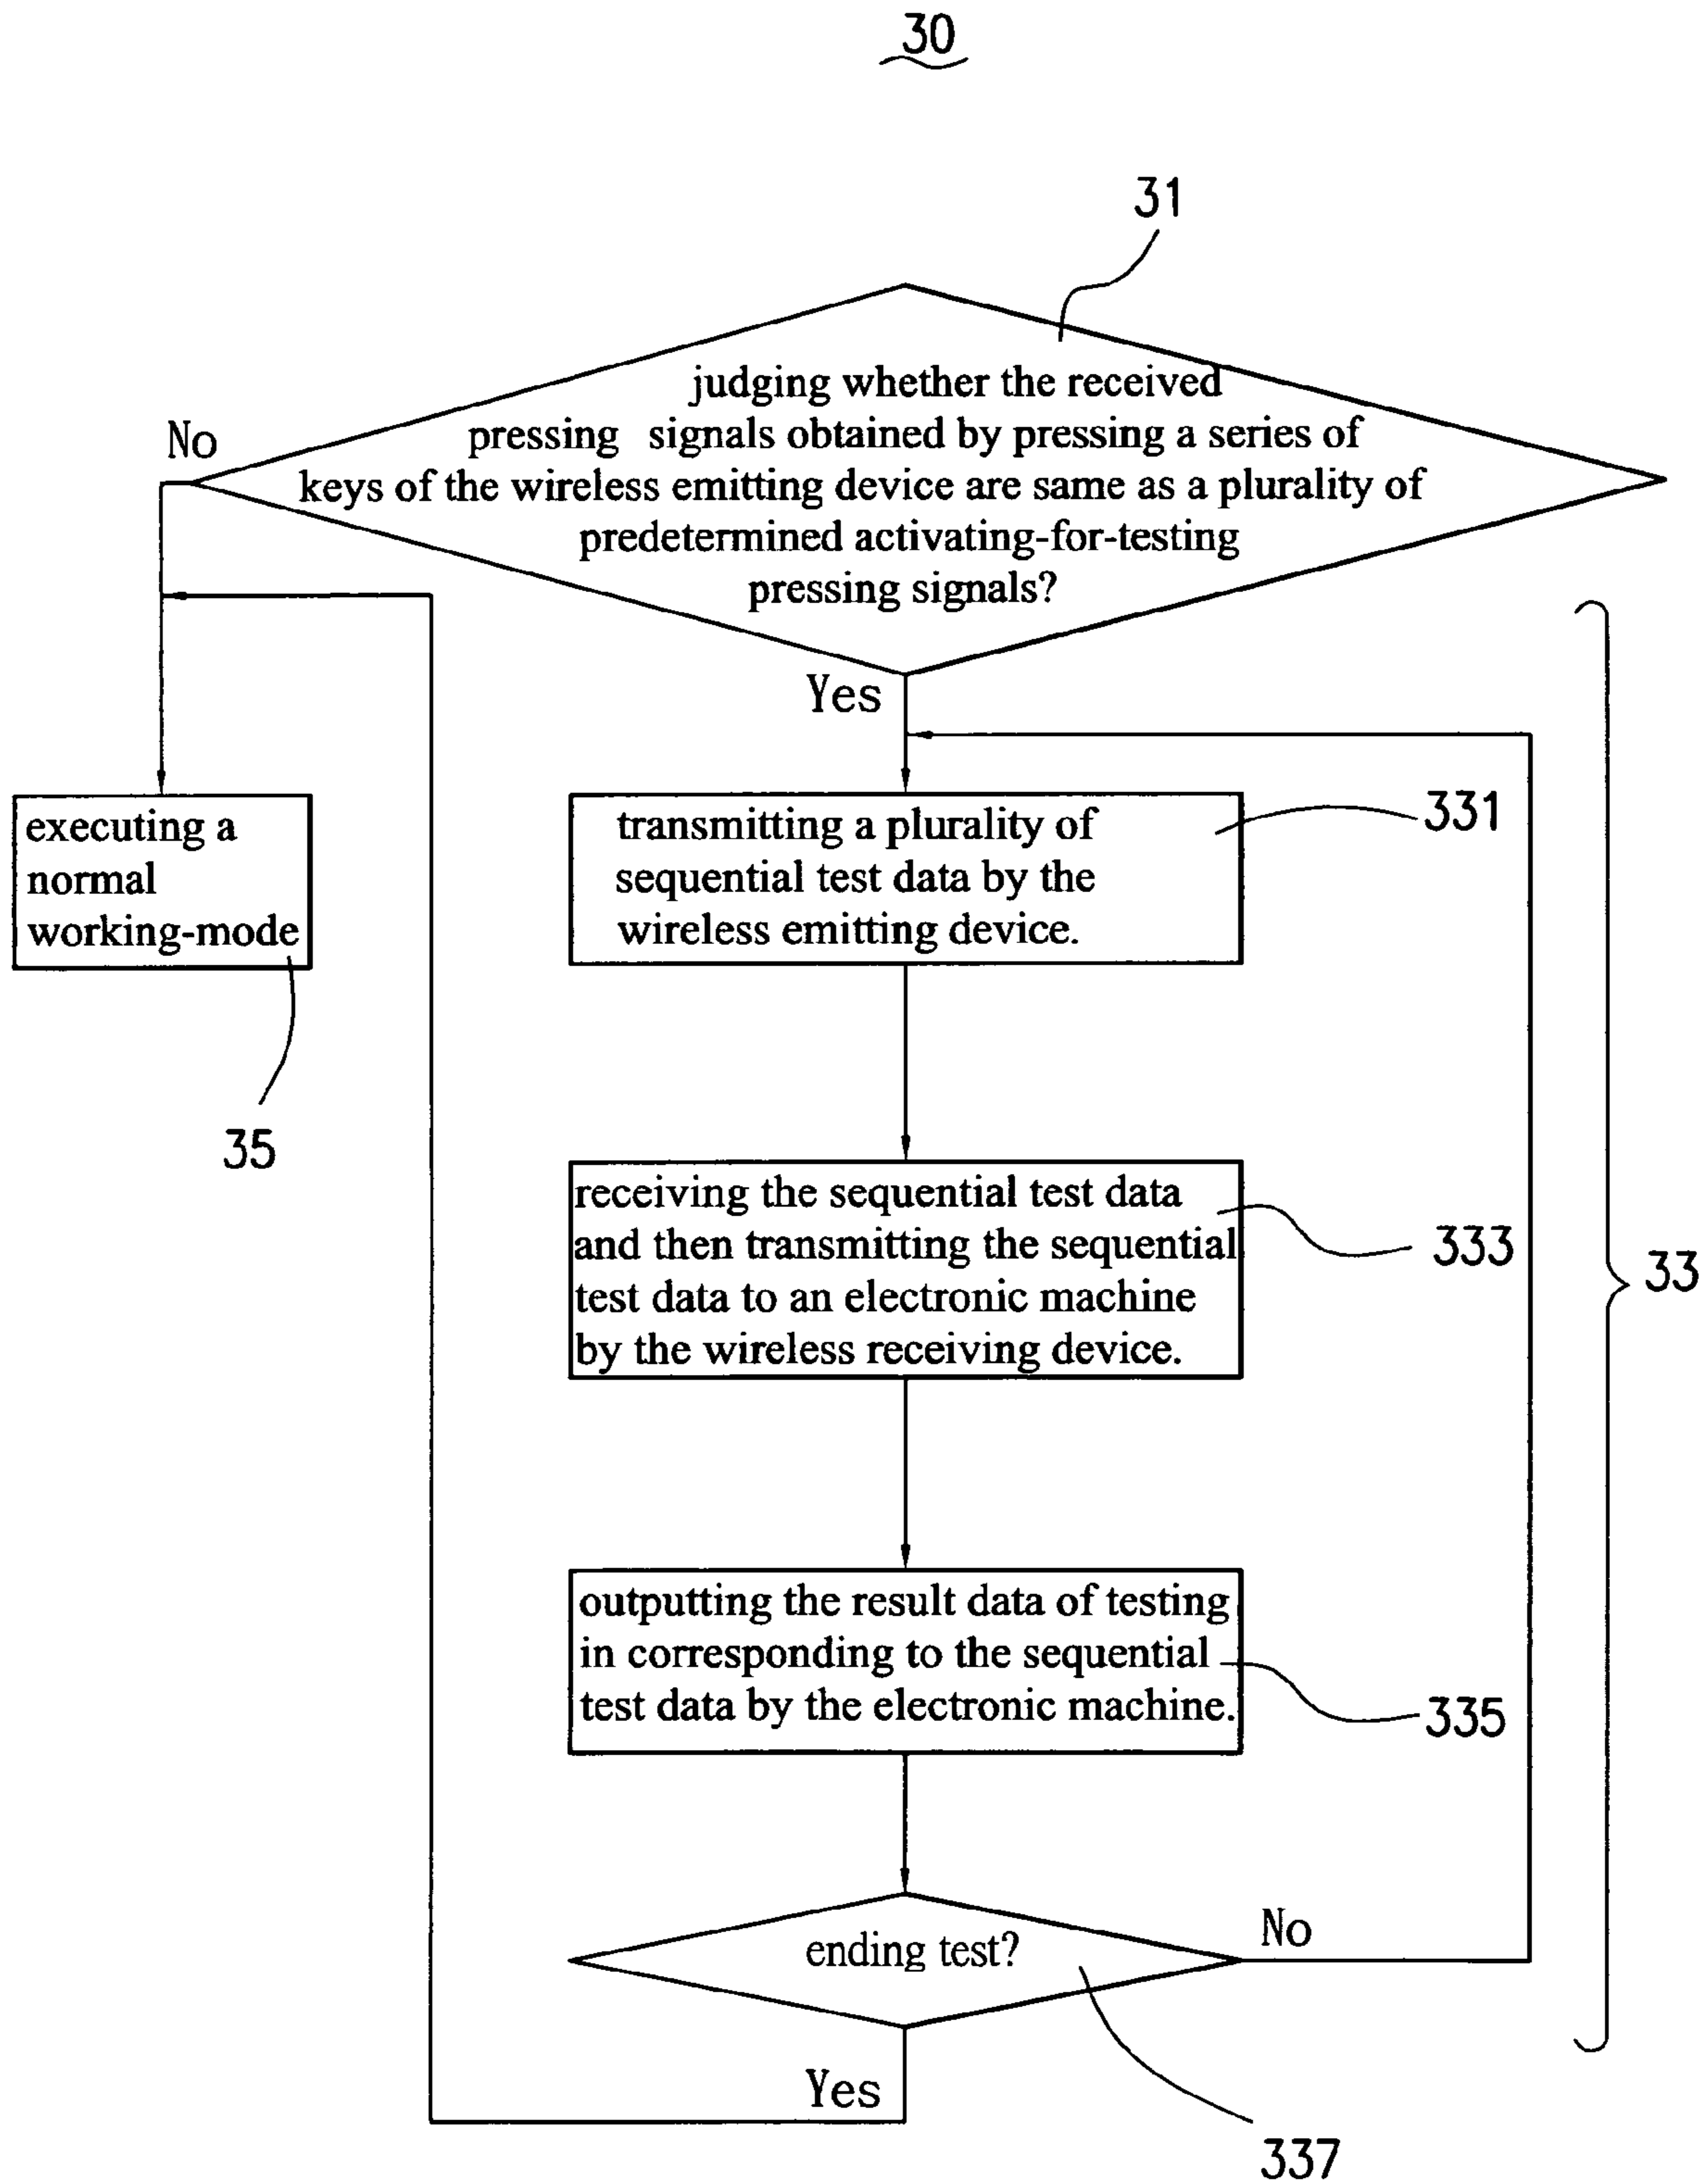 30
31
judging whether the received
pressing signals obtained by pressing a series of
keys of the wireless emitting device are same as a plurality of
predetermined activating-for-testing
pressing signals?
No
Yes
executing a
normal
working-mode
35
transmitting a plurality of
sequential test data by the
wireless emitting device.
331
receiving the sequential test data
and then transmitting the sequential
test data to an electronic machine
by the wireless receiving device.
333
33
outputting the result data of testing
in corresponding to the sequential
test data by the electronic machine.
335
ending test?
No
Yes
337